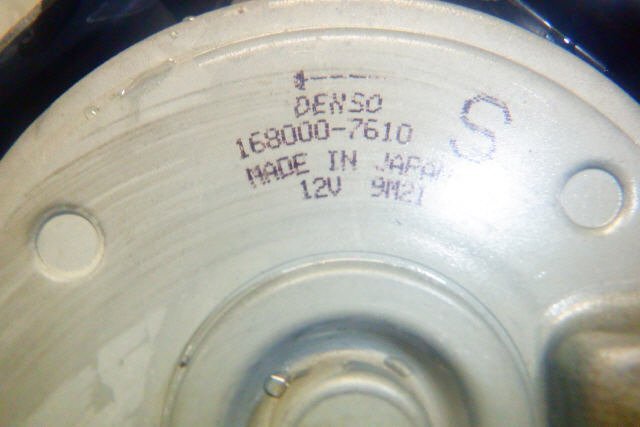 DENSO
168000-7610
S
MADE IN JAPAN
12V 9M21